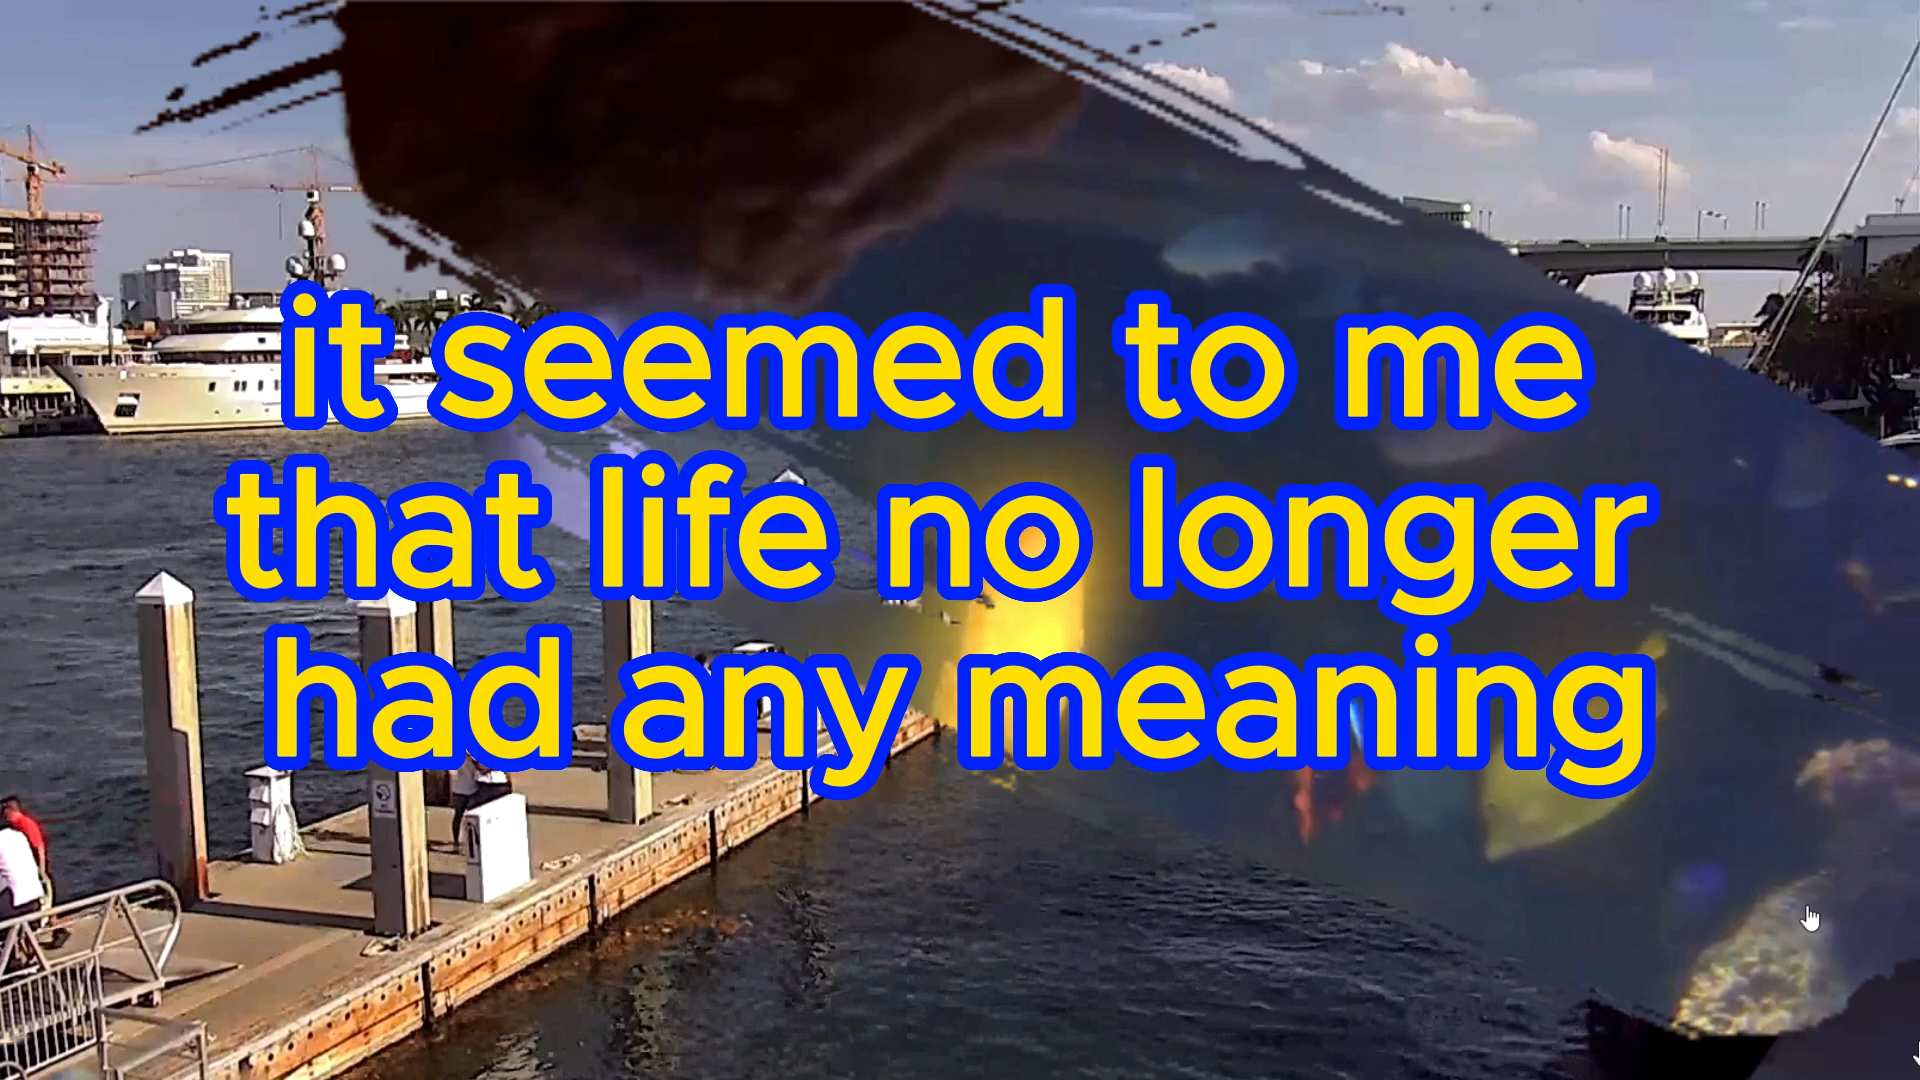 it seemed to me
that life no longer
had any meaning